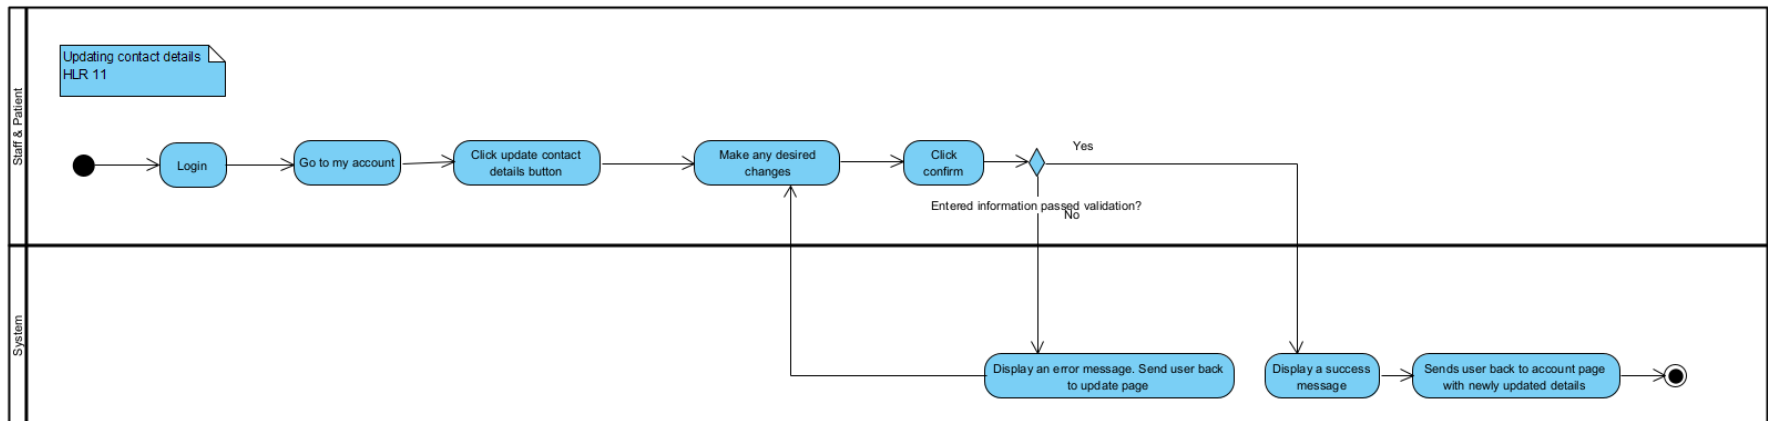 Updating contact details
HLR 11
Staff & Patient
Login
Go to my account
Click update contact
details button
Make any desired
changes
Click
confirm
Yes
Entered information passed validation?
No
System
Display an error message. Send user back
to update page
Display a success
message
Sends user back to account page
with newly updated details